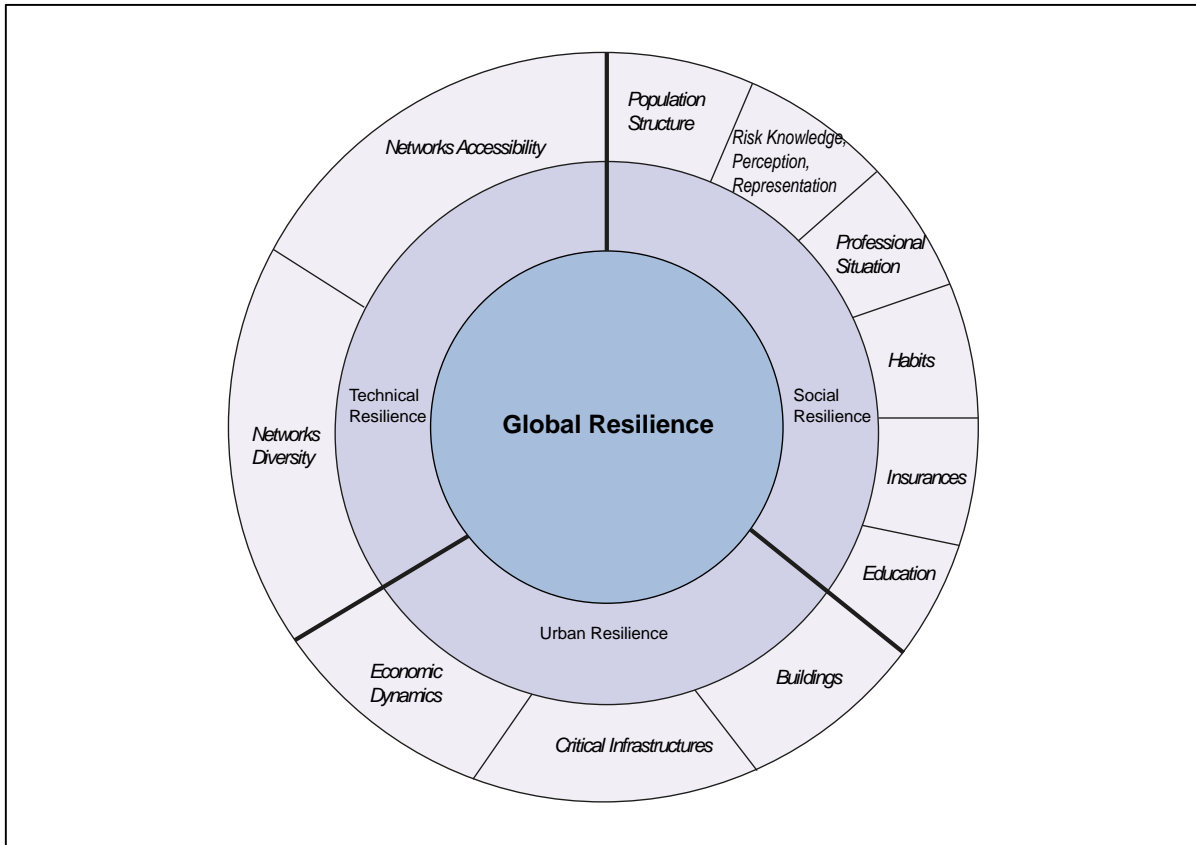 Population
Structure
Risk Knowledge,
Perception,
Representation
Networks Accessibility
Professional
Situation
Habits
Technical
Resilience
Social
Resilience
Global Resilience
Networks
Diversity
Insurances
Education
Urban Resilience
Economic
Dynamics
Buildings
Critical Infrastructures